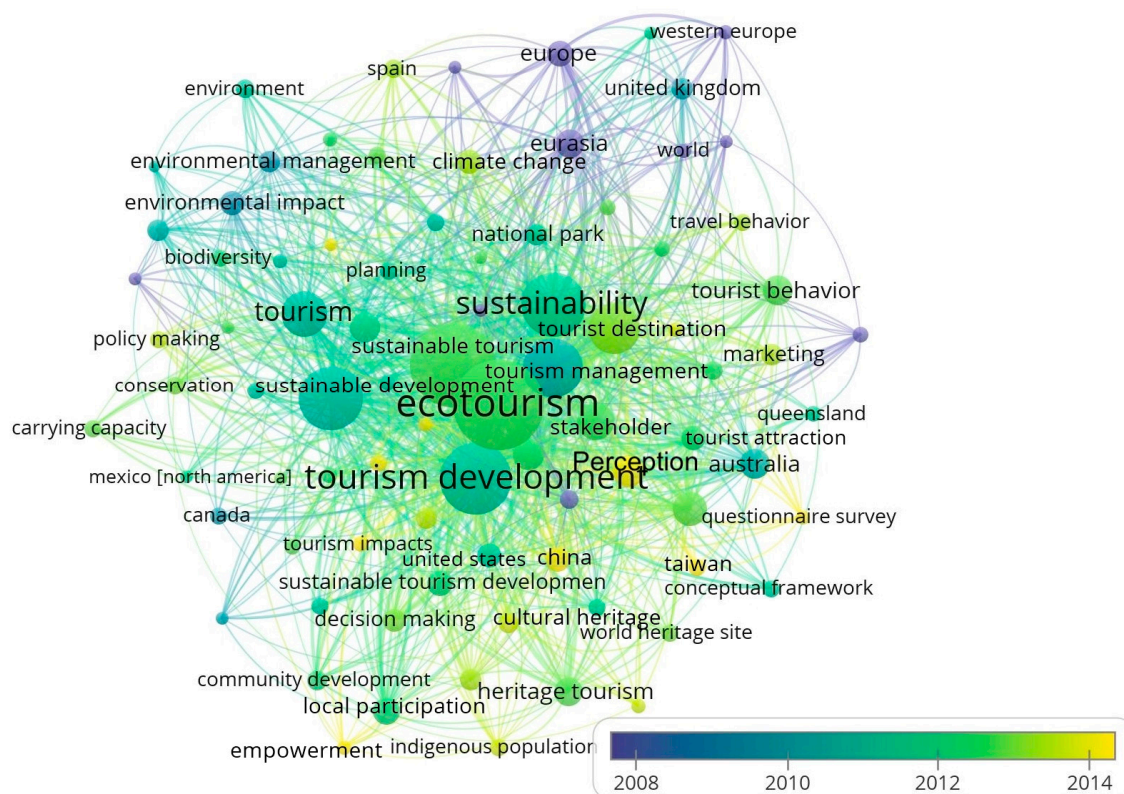 western europe
europe
spain
environment
united kingdom
eurasia
world
environmental management
climate change
environmental impact
travel behavior
national park
biodiversity
planning
tourist behavior
sustainability
tourism
tourist destination
policy making
sustainable tourism
marketing
tourism management
conservation
sustainable development
ecotourism
queensland
carrying capacity
stakeholder
tourist attraction
Perception
australia
mexico [north america]
tourism development
canada
questionnaire survey
tourism impacts
united states
china
taiwan
sustainable tourism developmen
conceptual framework
decision making
cultural heritage
world heritage site
community development
heritage tourism
local participation
empowerment
indigenous population
2008
2010
2012
2014